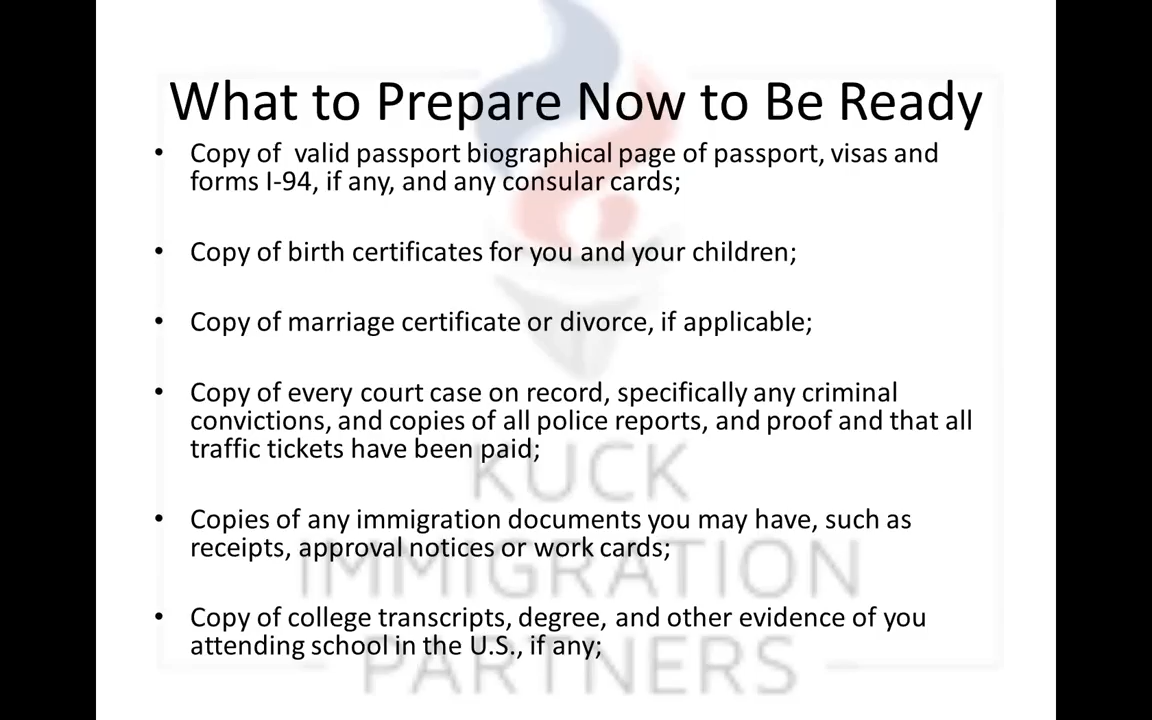 What to Prepare Now to Be Ready
• Copy of  valid passport biographical page of passport, visas and
forms I-94, if any, and any consular cards;
• Copy of birth certificates for you and your children;
• Copy of marriage certificate or divorce, if applicable;
• Copy of every court case on record, specifically any criminal
convictions, and copies of all police reports, and proof and that all
traffic tickets have been paid;
• Copies of any immigration documents you may have, such as
receipts, approval notices or work cards;
• Copy of college transcripts, degree, and other evidence of you
attending school in the U.S., if any;
KUCK
IMMIGRATION
PARTNERS